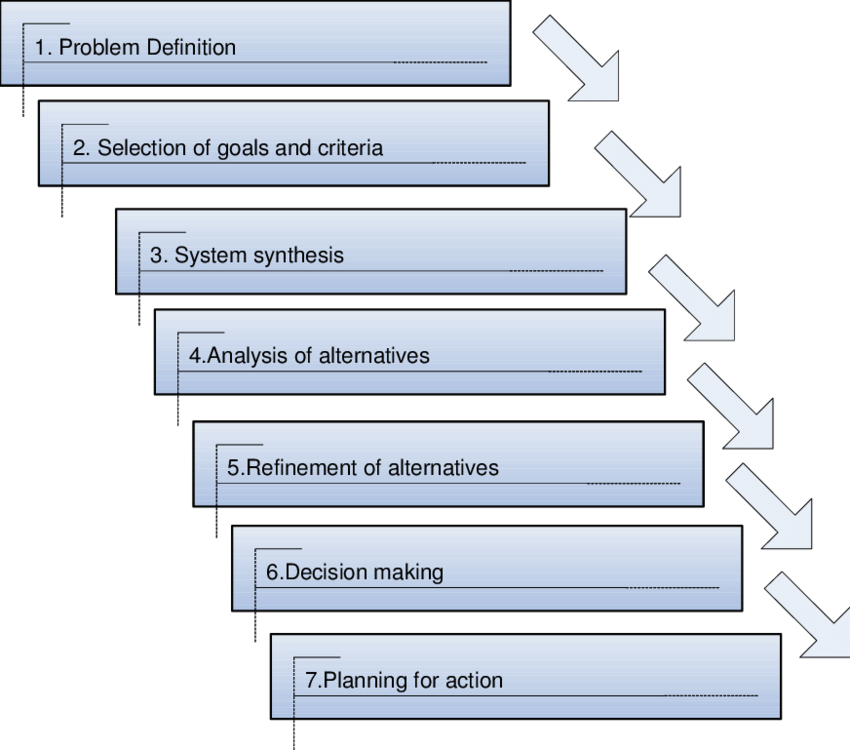 1. Problem Definition
2. Selection of goals and criteria
3. System synthesis
4.Analysis of alternatives
5.Refinement of alternatives
6.Decision making
7.Planning for action